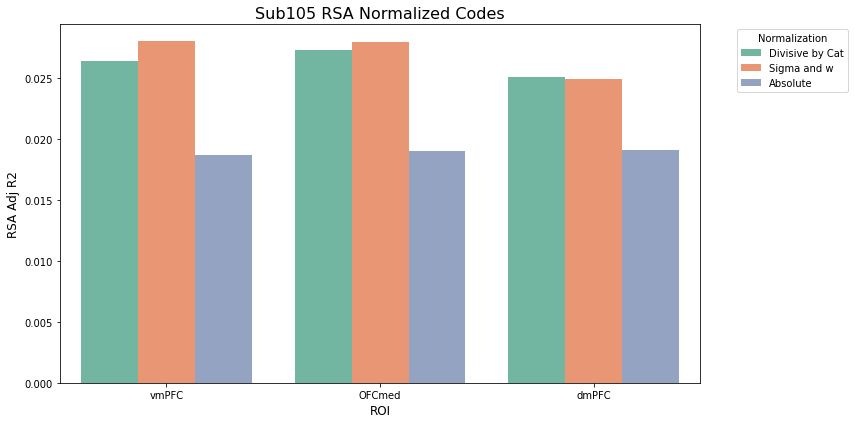 Sub105 RSA Normalized Codes
Normalization
Divisive by Cat
Sigma and w
Absolute
RSA Adj R2
0.025
0.020
0.015
0.010
0.005
0.000
vmPFC
OFCmed
dmPFC
ROI